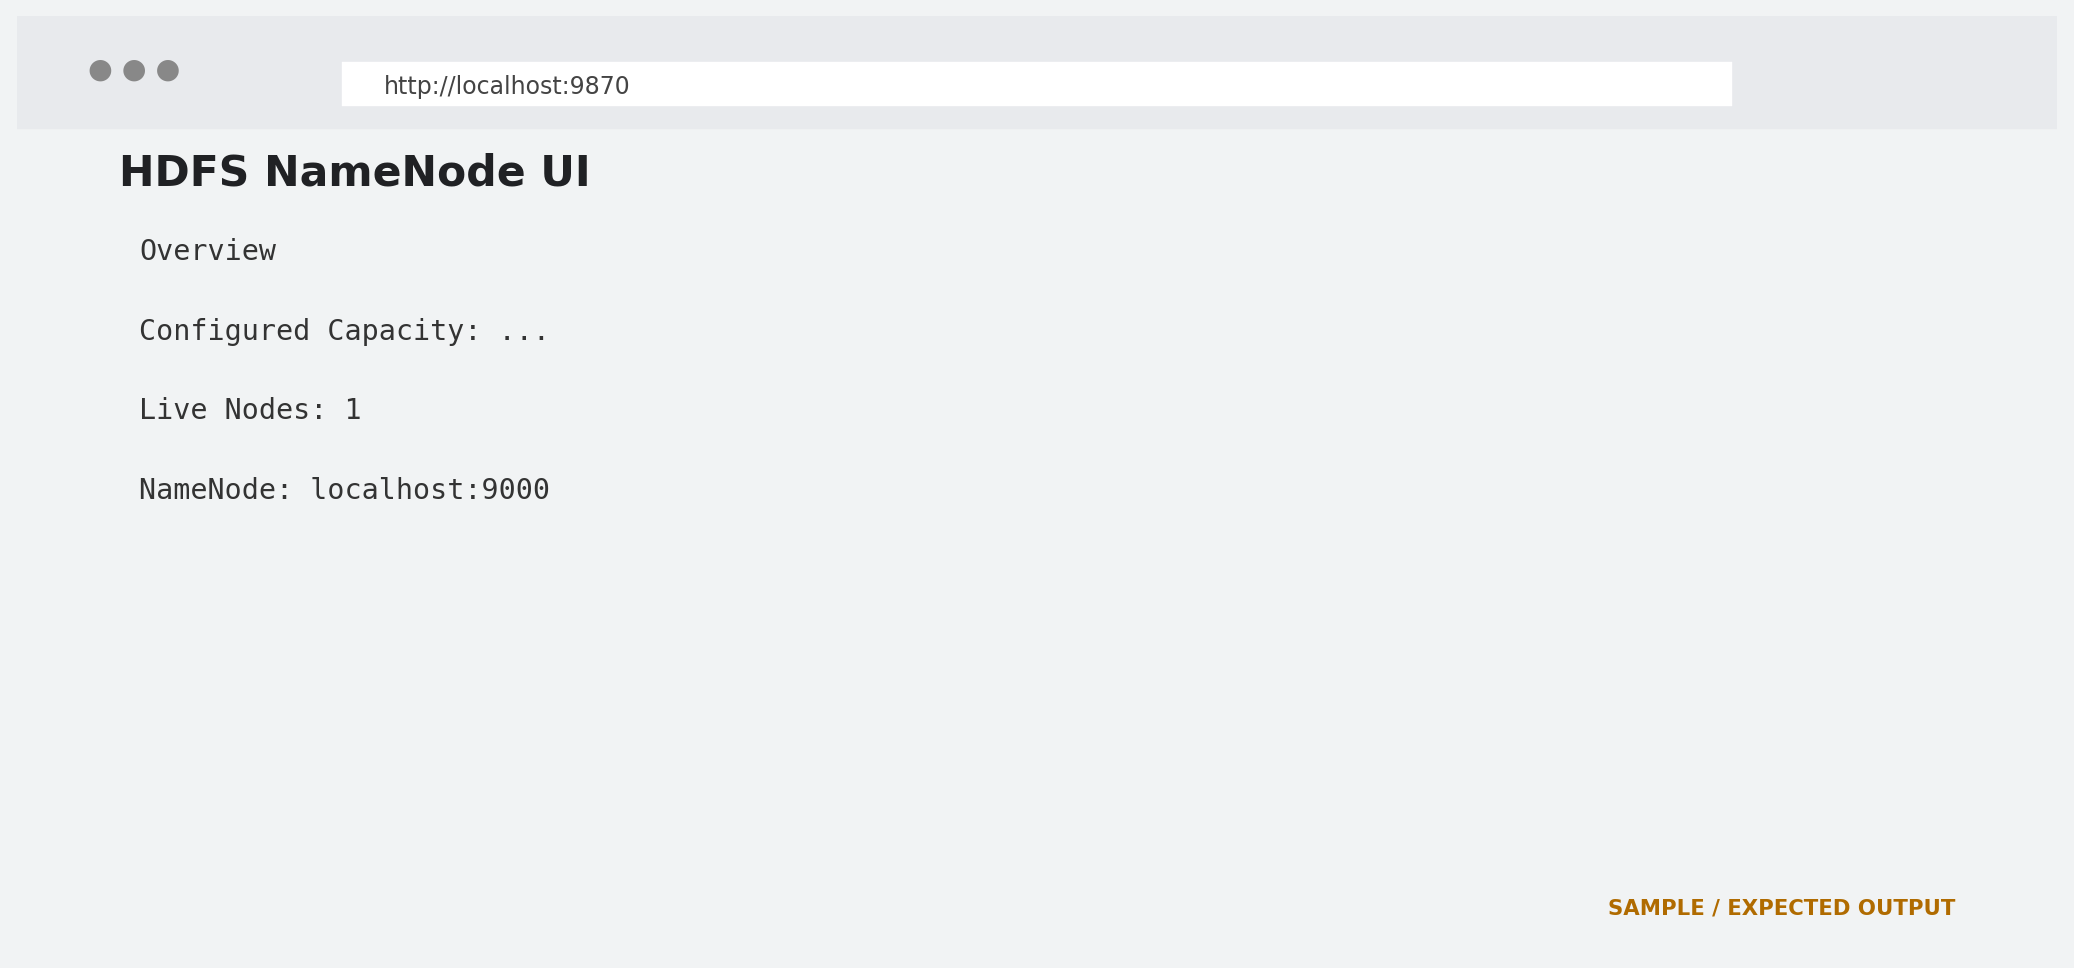 http://localhost:9870
HDFS NameNode UI
Overview
Configured Capacity: ...
Live Nodes: 1
NameNode: localhost:9000
SAMPLE / EXPECTED OUTPUT